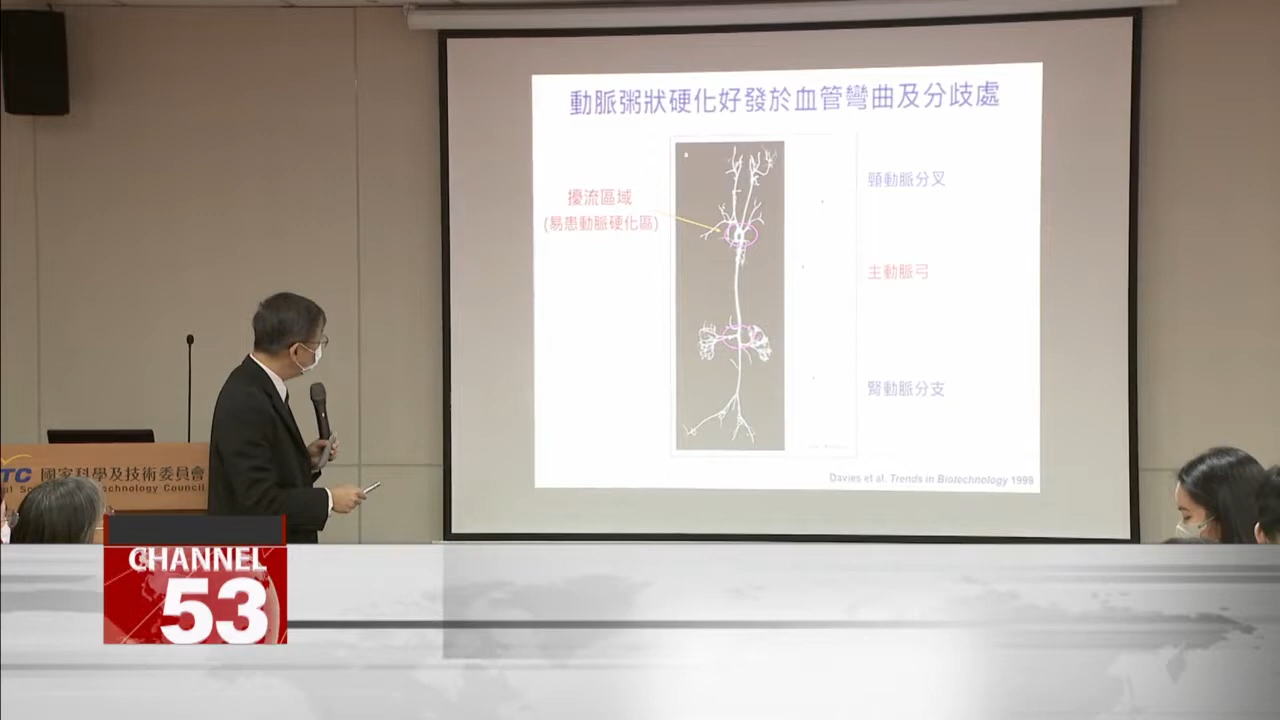 動脈粥狀硬化好發於血管彎曲及分歧處
a
擾流區域
(易患動脈硬化區)
頸動脈分叉
主動脈弓
腎動脈分支
Davies et al. Trends in Biotechnology 1999
TC 國家科學及技術委員會
echnology Council
CHANNEL
53